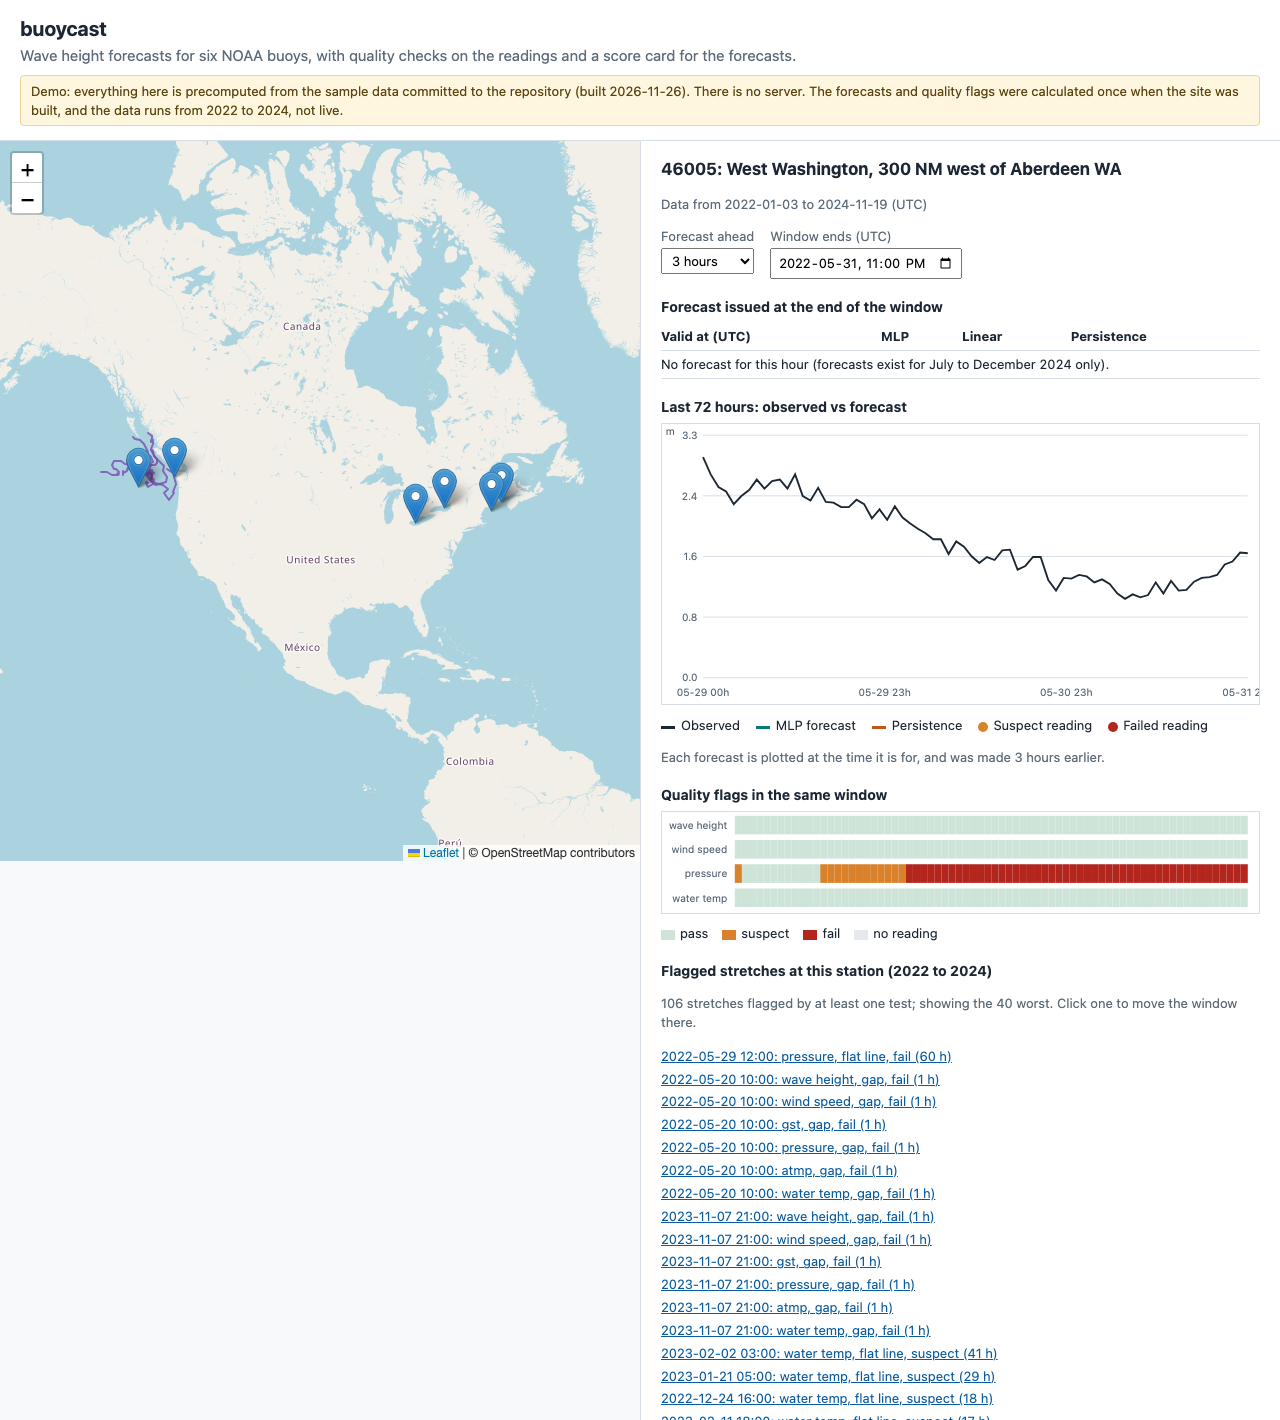 buoycast
Wave height forecasts for six NOAA buoys, with quality checks on the readings and a score card for the forecasts.
Demo: everything here is precomputed from the sample data committed to the repository (built 2026-11-26). There is no server. The forecasts and quality flags were calculated once when the site was
built, and the data runs from 2022 to 2024, not live.
+
−
Canada
United States
México
Colombia
Perú
Leaflet | © OpenStreetMap contributors
46005: West Washington, 300 NM west of Aberdeen WA
Data from 2022-01-03 to 2024-11-19 (UTC)
Forecast ahead
Window ends (UTC)
3 hours
2022-05-31, 11:00 PM
Forecast issued at the end of the window
Valid at (UTC) MLP Linear Persistence
No forecast for this hour (forecasts exist for July to December 2024 only).
Last 72 hours: observed vs forecast
m
3.3
2.4
1.6
0.8
0.0
05-29 00h 05-29 23h 05-30 23h 05-31 2
Observed MLP forecast Persistence Suspect reading Failed reading
Each forecast is plotted at the time it is for, and was made 3 hours earlier.
Quality flags in the same window
wave height
wind speed
pressure
water temp
pass suspect fail no reading
Flagged stretches at this station (2022 to 2024)
106 stretches flagged by at least one test; showing the 40 worst. Click one to move the window
there.
2022-05-29 12:00: pressure, flat line, fail (60 h)
2022-05-20 10:00: wave height, gap, fail (1 h)
2022-05-20 10:00: wind speed, gap, fail (1 h)
2022-05-20 10:00: gst, gap, fail (1 h)
2022-05-20 10:00: pressure, gap, fail (1 h)
2022-05-20 10:00: atmp, gap, fail (1 h)
2022-05-20 10:00: water temp, gap, fail (1 h)
2023-11-07 21:00: wave height, gap, fail (1 h)
2023-11-07 21:00: wind speed, gap, fail (1 h)
2023-11-07 21:00: gst, gap, fail (1 h)
2023-11-07 21:00: pressure, gap, fail (1 h)
2023-11-07 21:00: atmp, gap, fail (1 h)
2023-11-07 21:00: water temp, gap, fail (1 h)
2023-02-02 03:00: water temp, flat line, suspect (41 h)
2023-01-21 05:00: water temp, flat line, suspect (29 h)
2022-12-24 16:00: water temp, flat line, suspect (18 h)